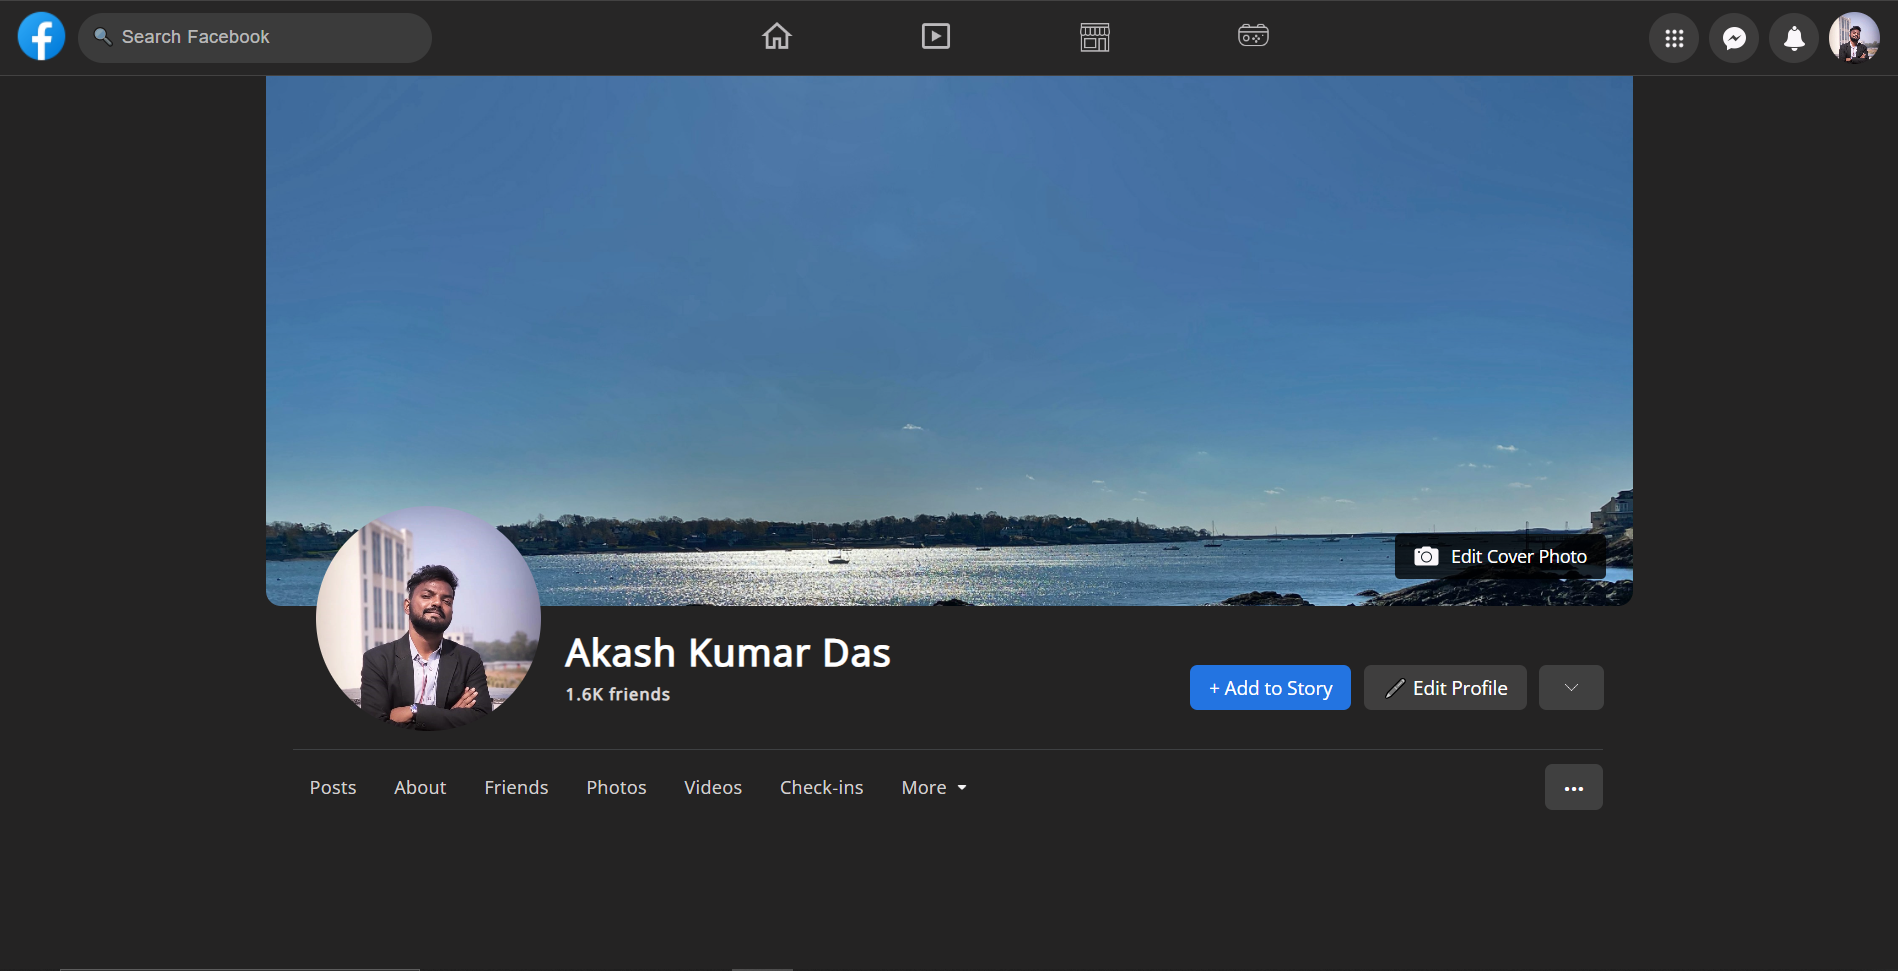 Search Facebook
Edit Cover Photo
Akash Kumar Das
1.6K friends
+ Add to Story
Edit Profile
Posts
About
Friends
Photos
Videos
Check-ins
More